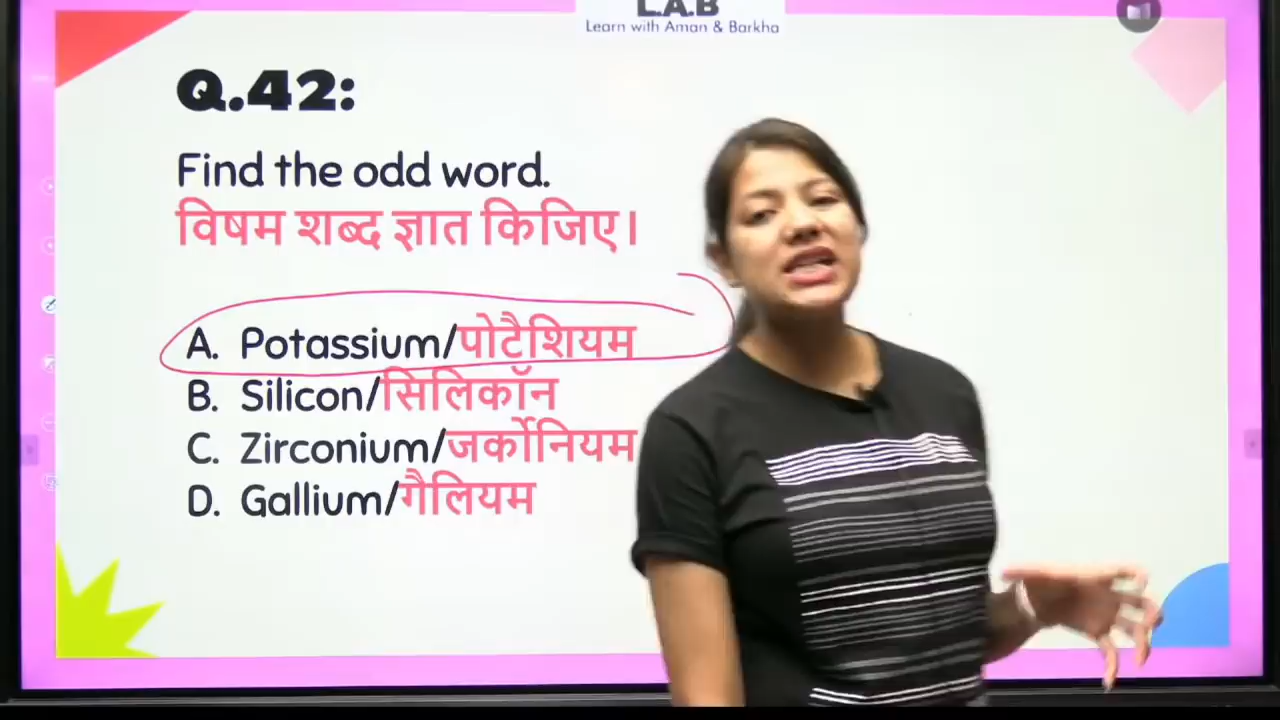 L.A.B
Learn with Aman & Barkha
Q.42:
Find the odd word.
विषम शब्द ज्ञात किजिए।
A. Potassium/पोटैशियम
B. Silicon/सिलिकॉन
C. Zirconium/जर्कोनियम
D. Gallium/गैलियम